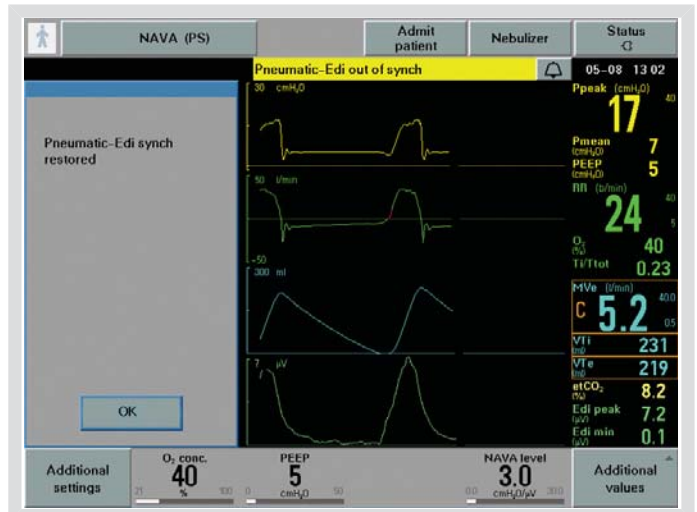 NAVA (PS)
Admit patient
Nebulizer
Status
Pneumatic-Edi out of synch
05-08 13 02
Pneumatic-Edi synch
restored
OK
30 cmH₂O
50 l/min
-50
300 ml
7 µV
Ppeak (cmH₂O)
17
40
Pmean 7
(cmH₂O)
PEEP 5
(cmH₂O)
RR (b/min)
24
40
5
O₂ 40
(%)
Ti/Ttot 0.23
MVe (l/min)
C 5.2
40.0
0.5
VTi 231
(ml)
VTe 219
(ml)
etCO₂ 8.2
(%)
Edi peak 7.2
(µV)
Edi min 0.1
(µV)
Additional settings
O₂ conc.
40
21 % 100
PEEP
5
0 cmH₂O 50
NAVA level
3.0
0.0 cmH₂O/µV
Additional values